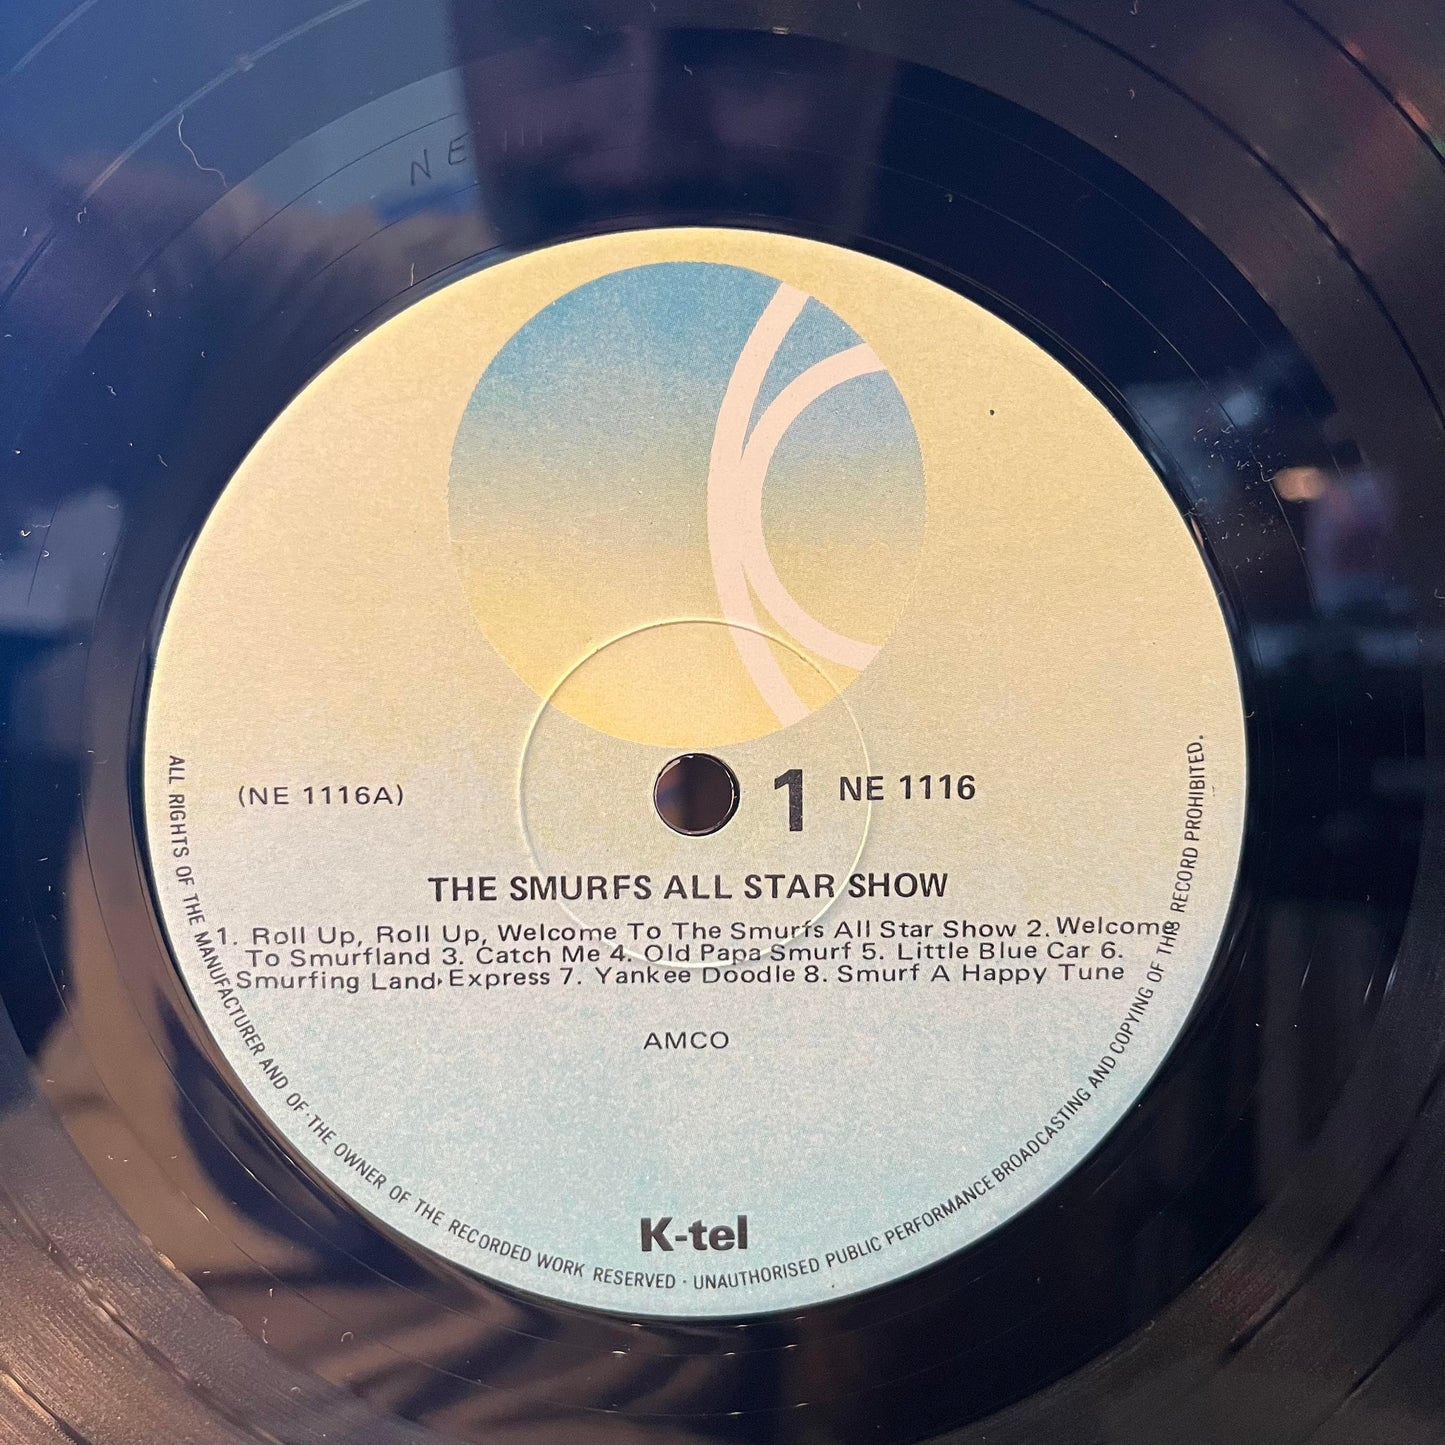 NE 111
(NE 1116A)
1 NE 1116
THE SMURFS ALL STAR SHOW
1. Roll Up, Roll Up, Welcome To The Smurfs All Star Show 2. Welcome
To Smurfland 3. Catch Me 4. Old Papa Smurf 5. Little Blue Car 6.
Smurfing Land Express 7. Yankee Doodle 8. Smurf A Happy Tune
AMCO
K-tel
ALL RIGHTS OF THE MANUFACTURER AND OF · THE OWNER OF THE RECORDED WORK RESERVED · UNAUTHORISED PUBLIC PERFORMANCE BROADCASTING AND COPYING OF THIS RECORD PROHIBITED.